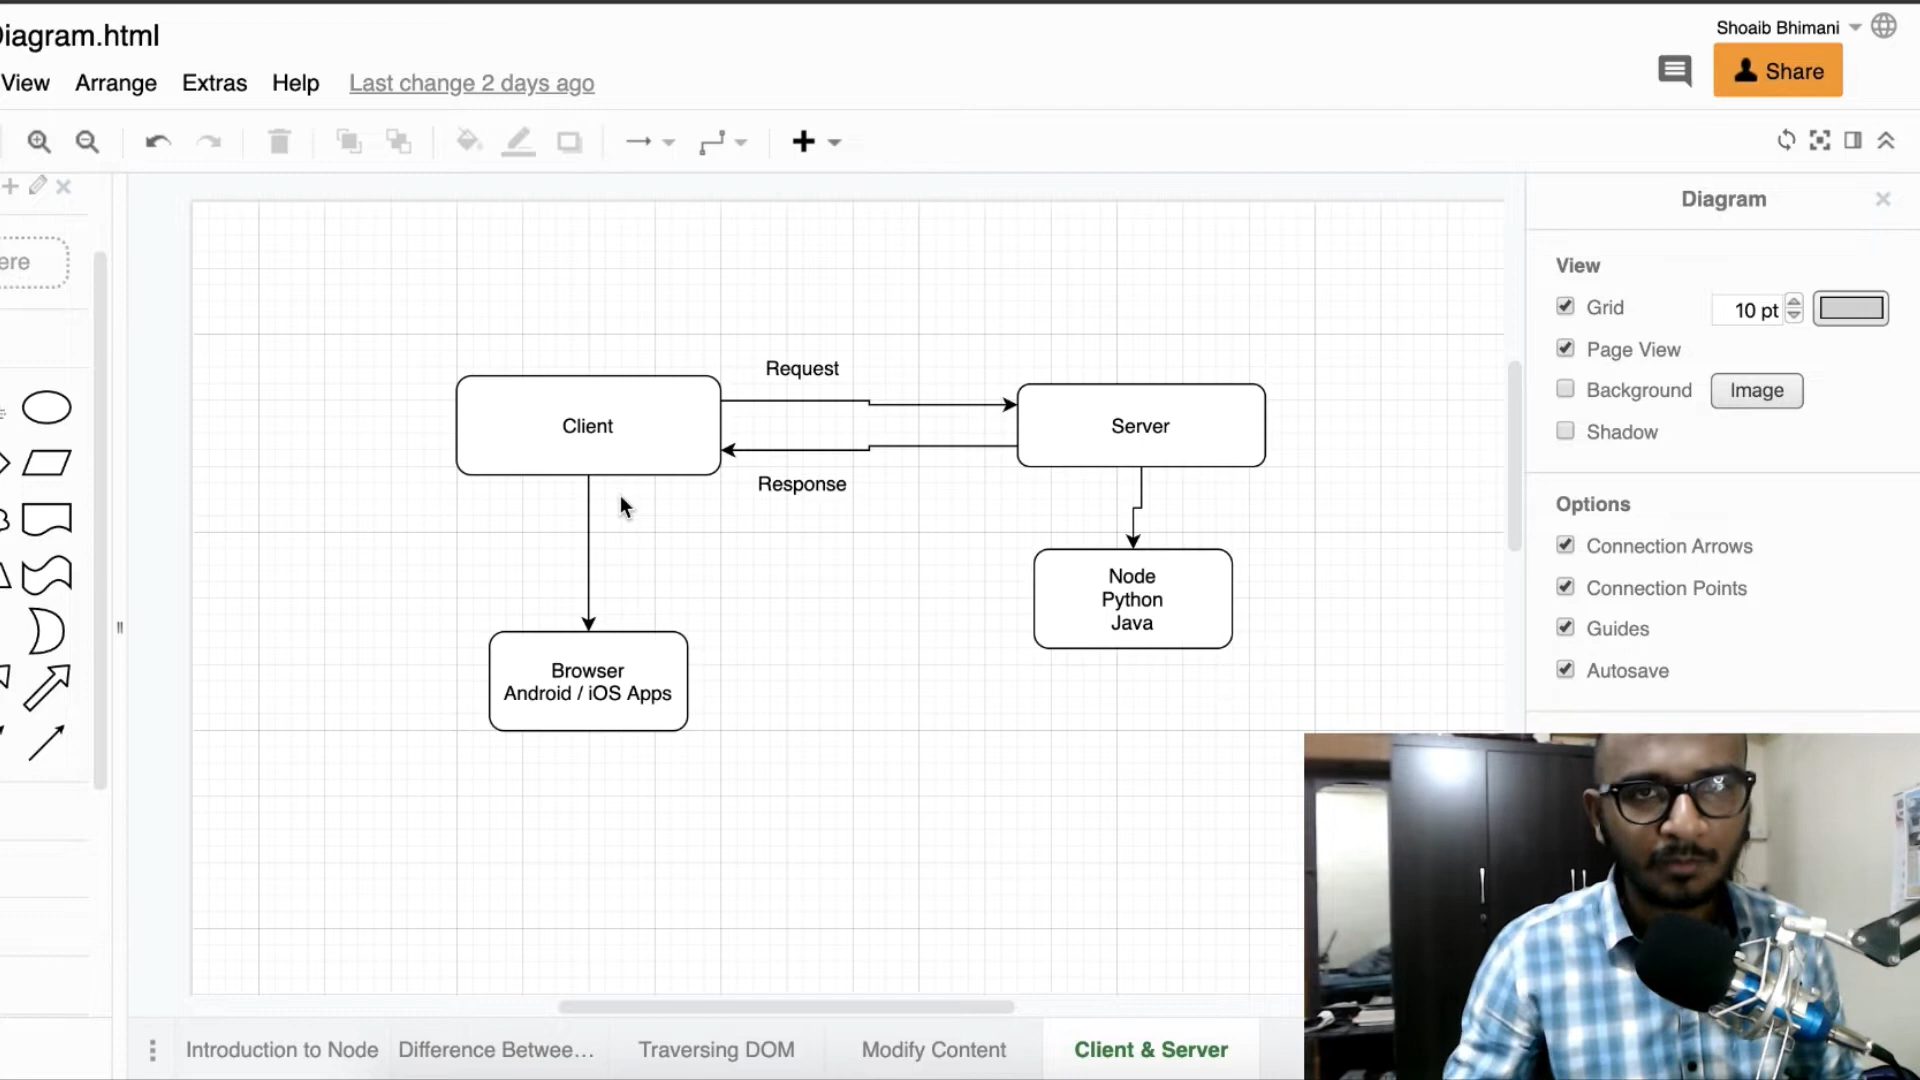 Diagram.html
Shoaib Bhimani
View Arrange Extras Help Last change 2 days ago
Share
ere
Diagram
View
Grid 10 pt
Page View
Background Image
Shadow
Options
Connection Arrows
Connection Points
Guides
Autosave
Request
Client
Server
Response
Node
Python
Java
Browser
Android / iOS Apps
Introduction to Node Difference Betwee... Traversing DOM Modify Content Client & Server